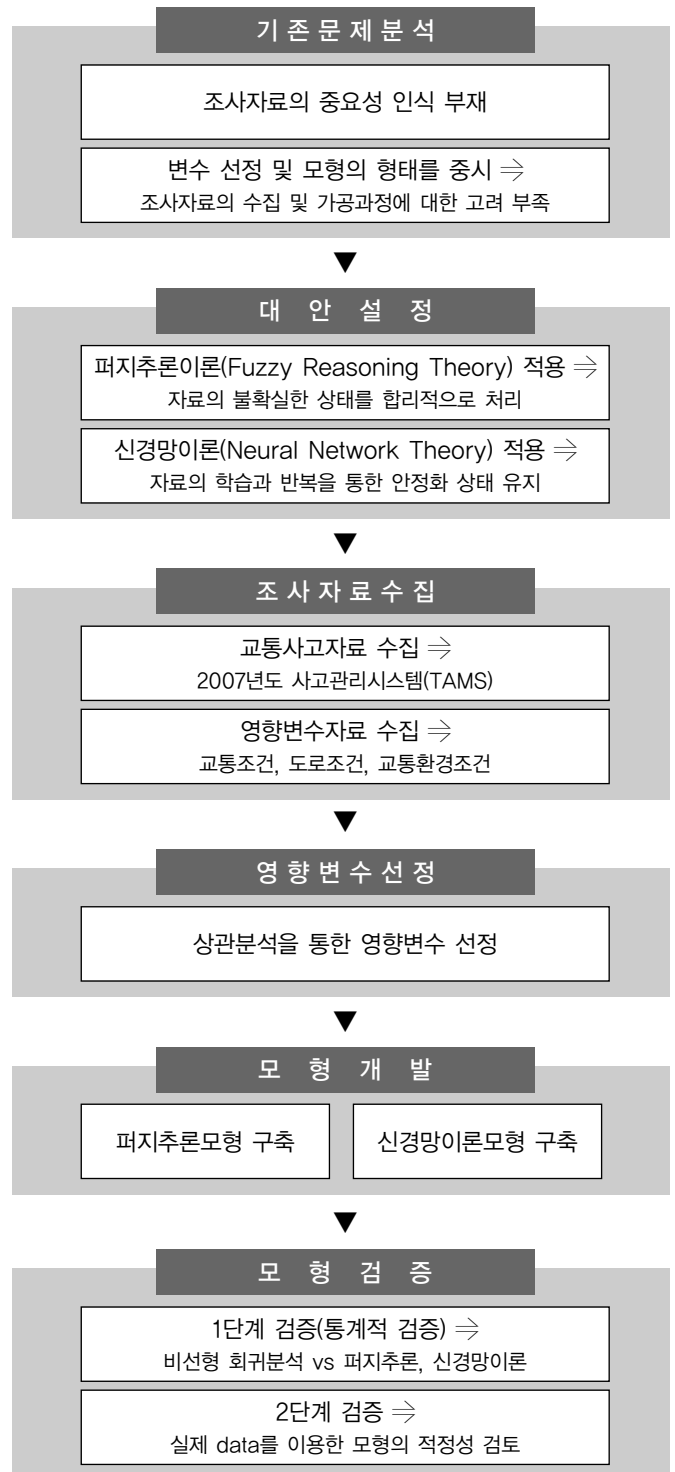 기존문제분석
조사자료의 중요성 인식 부재
변수 선정 및 모형의 형태를 중시 ⇒
조사자료의 수집 및 가공과정에 대한 고려 부족
▼
대 안 설 정
퍼지추론이론(Fuzzy Reasoning Theory) 적용 ⇒
자료의 불확실한 상태를 합리적으로 처리
신경망이론(Neural Network Theory) 적용 ⇒
자료의 학습과 반복을 통한 안정화 상태 유지
▼
조사자료수집
교통사고자료 수집 ⇒
2007년도 사고관리시스템(TAMS)
영향변수자료 수집 ⇒
교통조건, 도로조건, 교통환경조건
▼
영향변수선정
상관분석을 통한 영향변수 선정
▼
모 형 개 발
퍼지추론모형 구축 신경망이론모형 구축
▼
모 형 검 증
1단계 검증(통계적 검증) ⇒
비선형 회귀분석 vs 퍼지추론, 신경망이론
2단계 검증 ⇒
실제 data를 이용한 모형의 적정성 검토